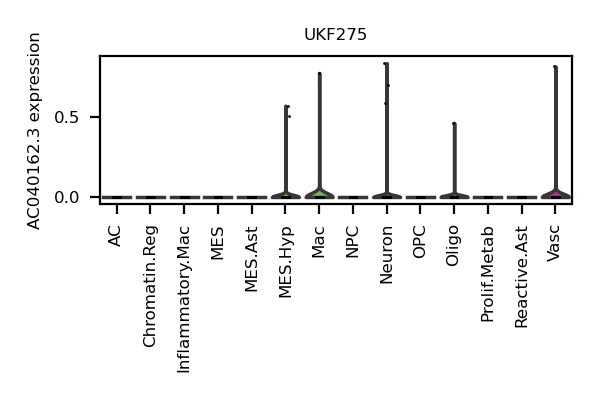 UKF275
AC040162.3 expression
0.5
0.0
AC
Chromatin.Reg
Inflammatory.Mac
MES
MES.Ast
MES.Hyp
Mac
NPC
Neuron
OPC
Oligo
Prolif.Metab
Reactive.Ast
Vasc